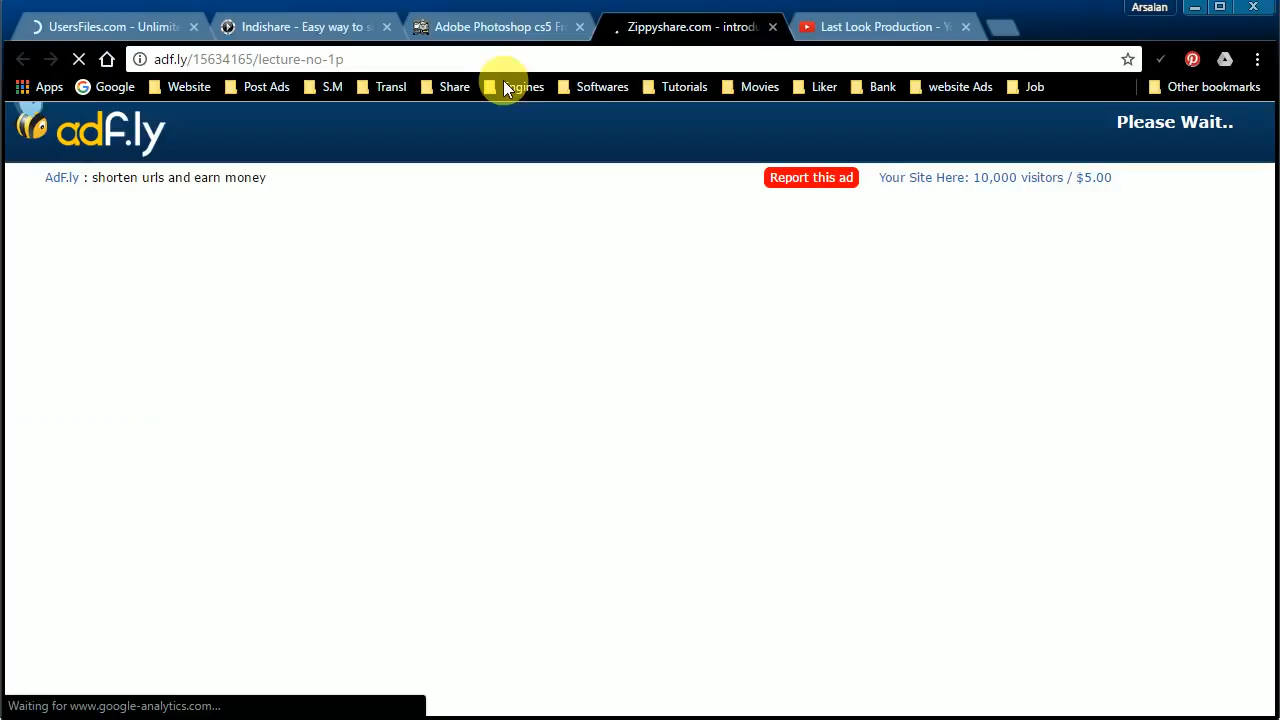 Arsalan
UsersFiles.com - Unlimite
Indishare - Easy way to s
Adobe Photoshop cs5 Fr
Zippyshare.com - introdu
Last Look Production - Y
adf.ly/15634165/lecture-no-1p
Apps
Google
Website
Post Ads
S.M
Transl
Share
Engines
Softwares
Tutorials
Movies
Liker
Bank
website Ads
Job
Other bookmarks
adf.ly
Please Wait..
AdF.ly : shorten urls and earn money
Report this ad
Your Site Here: 10,000 visitors / $5.00
Waiting for www.google-analytics.com...